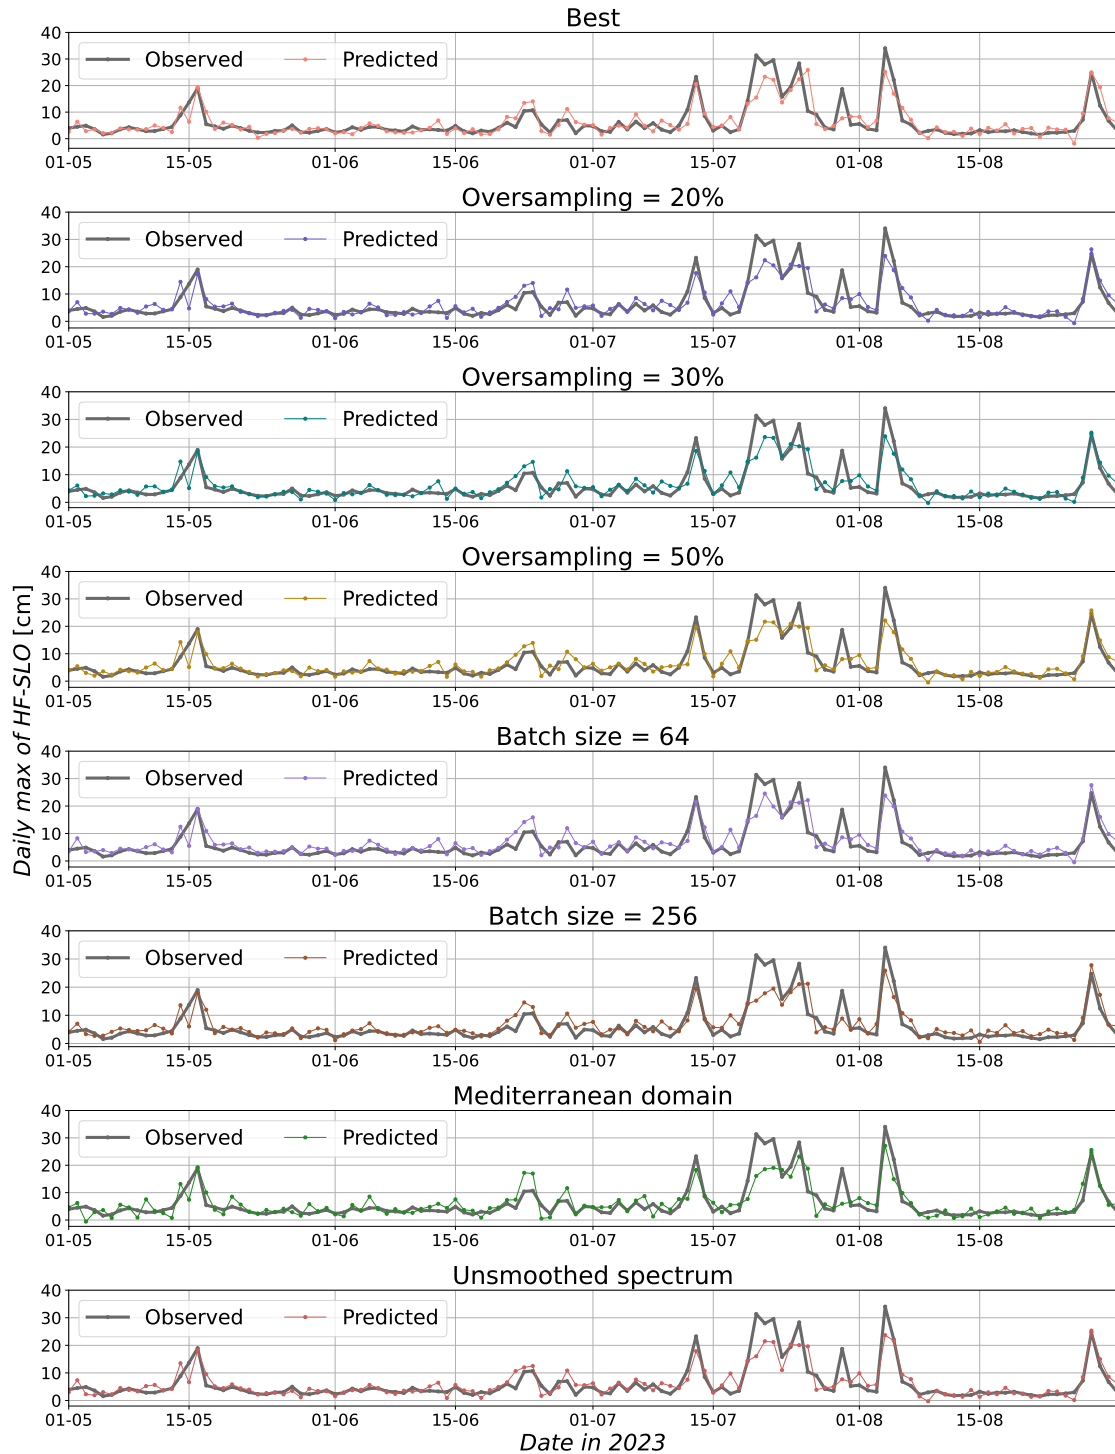 Best
40
30
20
10
0
Observed
Predicted
01-05 15-05 01-06 15-06 01-07 15-07 01-08 15-08
Oversampling = 20%
40
30
20
10
0
Observed
Predicted
01-05 15-05 01-06 15-06 01-07 15-07 01-08 15-08
Oversampling = 30%
40
30
20
10
0
Observed
Predicted
01-05 15-05 01-06 15-06 01-07 15-07 01-08 15-08
Oversampling = 50%
40
30
20
10
0
Observed
Predicted
01-05 15-05 01-06 15-06 01-07 15-07 01-08 15-08
Daily max of HF-SLO [cm]
Batch size = 64
40
30
20
10
0
Observed
Predicted
01-05 15-05 01-06 15-06 01-07 15-07 01-08 15-08
Batch size = 256
40
30
20
10
0
Observed
Predicted
01-05 15-05 01-06 15-06 01-07 15-07 01-08 15-08
Mediterranean domain
40
30
20
10
0
Observed
Predicted
01-05 15-05 01-06 15-06 01-07 15-07 01-08 15-08
Unsmoothed spectrum
40
30
20
10
0
Observed
Predicted
01-05 15-05 01-06 15-06 01-07 15-07 01-08 15-08
Date in 2023